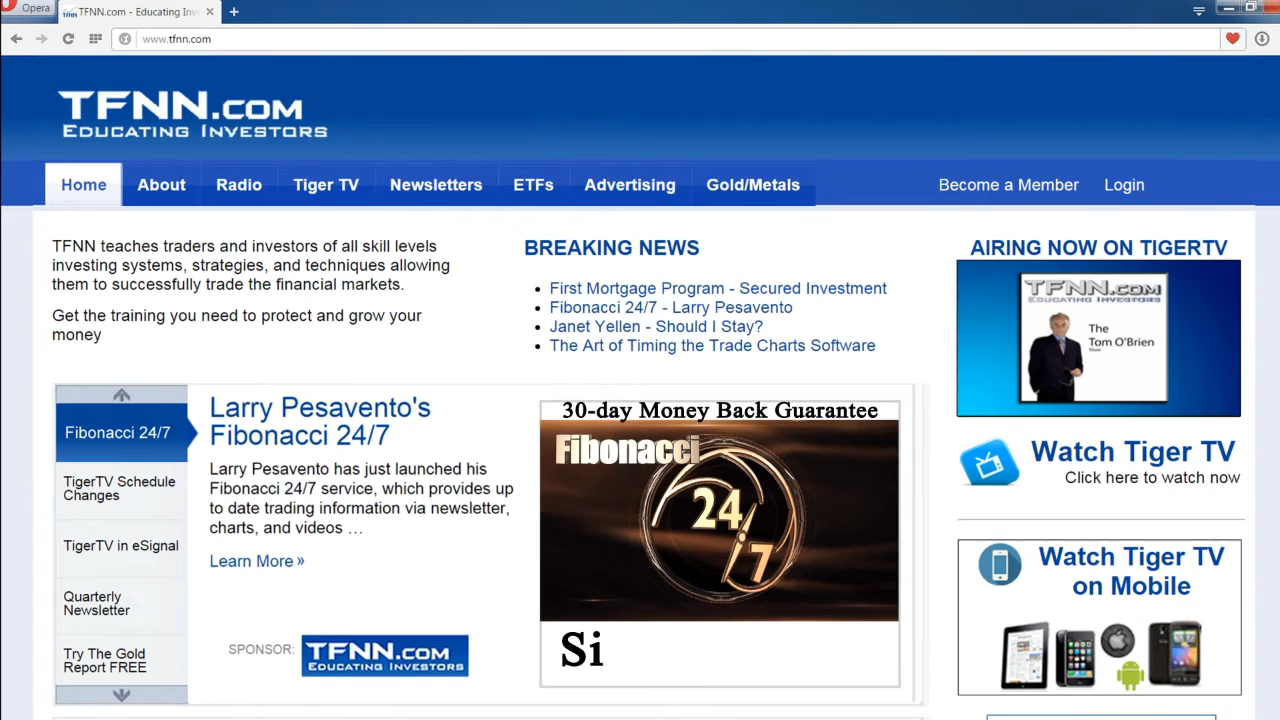 Opera
TFNN.com - Educating Inv
www.tfnn.com
TFNN.COM
EDUCATING INVESTORS
Home
About
Radio
Tiger TV
Newsletters
ETFs
Advertising
Gold/Metals
Become a Member
Login
TFNN teaches traders and investors of all skill levels
investing systems, strategies, and techniques allowing
them to successfully trade the financial markets.
Get the training you need to protect and grow your
money
BREAKING NEWS
First Mortgage Program - Secured Investment
Fibonacci 24/7 - Larry Pesavento
Janet Yellen - Should I Stay?
The Art of Timing the Trade Charts Software
AIRING NOW ON TIGERTV
TFNN.COM
EDUCATING INVESTORS
The
Tom O'Brien
Show
Watch Tiger TV
Click here to watch now
Watch Tiger TV
on Mobile
Fibonacci 24/7
TigerTV Schedule
Changes
TigerTV in eSignal
Quarterly
Newsletter
Try The Gold
Report FREE
Larry Pesavento's
Fibonacci 24/7
Larry Pesavento has just launched his
Fibonacci 24/7 service, which provides up
to date trading information via newsletter,
charts, and videos …
Learn More »
SPONSOR:
TFNN.COM
EDUCATING INVESTORS
30-day Money Back Guarantee
Fibonacci
24/7
Si